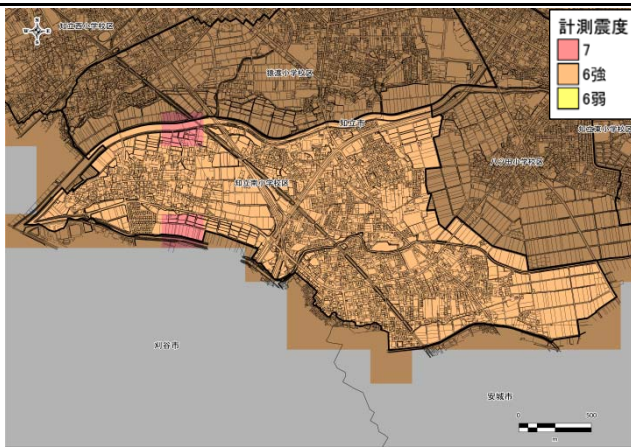 計測震度
7
6強
6弱
知立西小学校区
猿渡小学校区
知立市
知立東小学校区
八ツ田小学校区
知立南小学校区
刈谷市
安城市
0 500
m